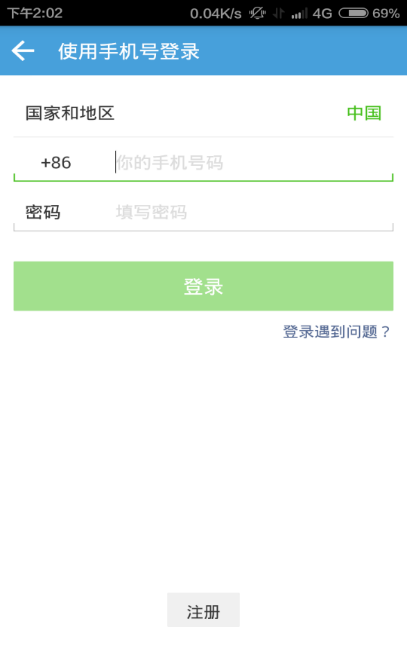 下午2:02 0.04K/s 4G 69%
使用手机号登录
国家和地区 中国
+86 你的手机号码
密码 填写密码
登录
登录遇到问题？
注册